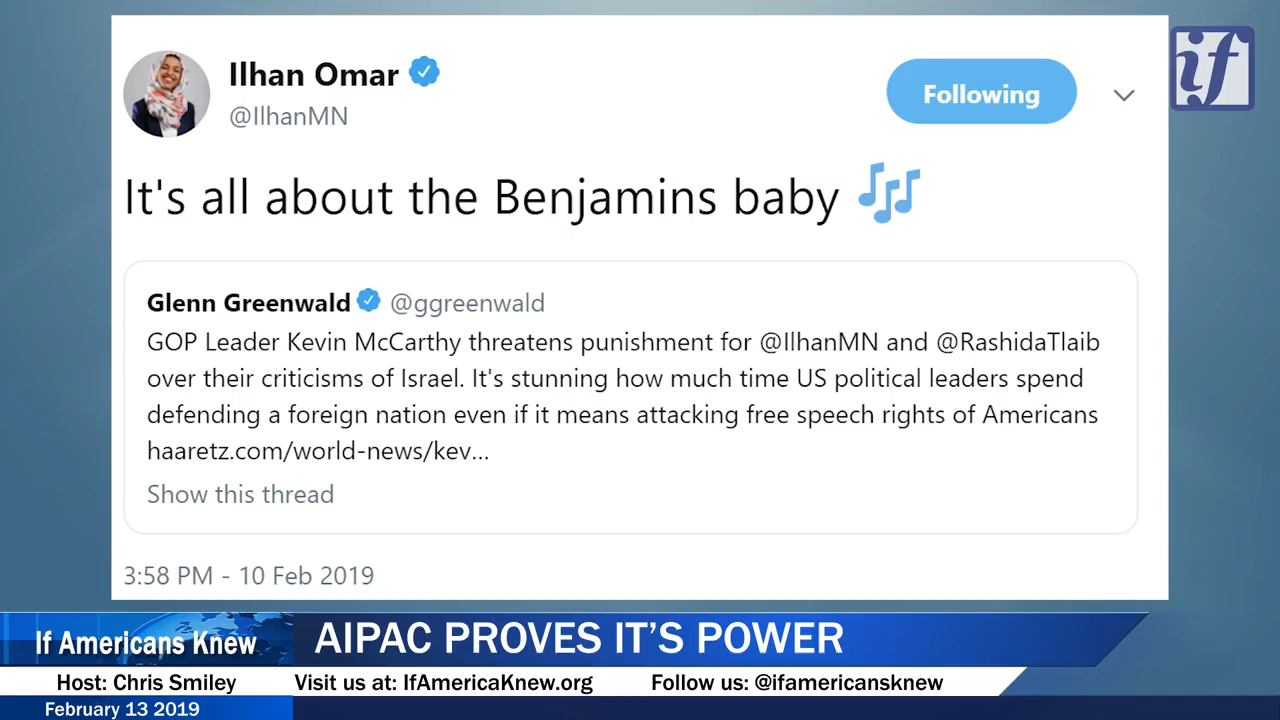 if
Ilhan Omar
@IlhanMN
Following
It's all about the Benjamins baby 🎶
Glenn Greenwald @ggreenwald
GOP Leader Kevin McCarthy threatens punishment for @IlhanMN and @RashidaTlaib
over their criticisms of Israel. It's stunning how much time US political leaders spend
defending a foreign nation even if it means attacking free speech rights of Americans
haaretz.com/world-news/kev...
Show this thread
3:58 PM - 10 Feb 2019
If Americans Knew
AIPAC PROVES IT'S POWER
Host: Chris Smiley Visit us at: IfAmericaKnew.org Follow us: @ifamericansknew
February 13 2019